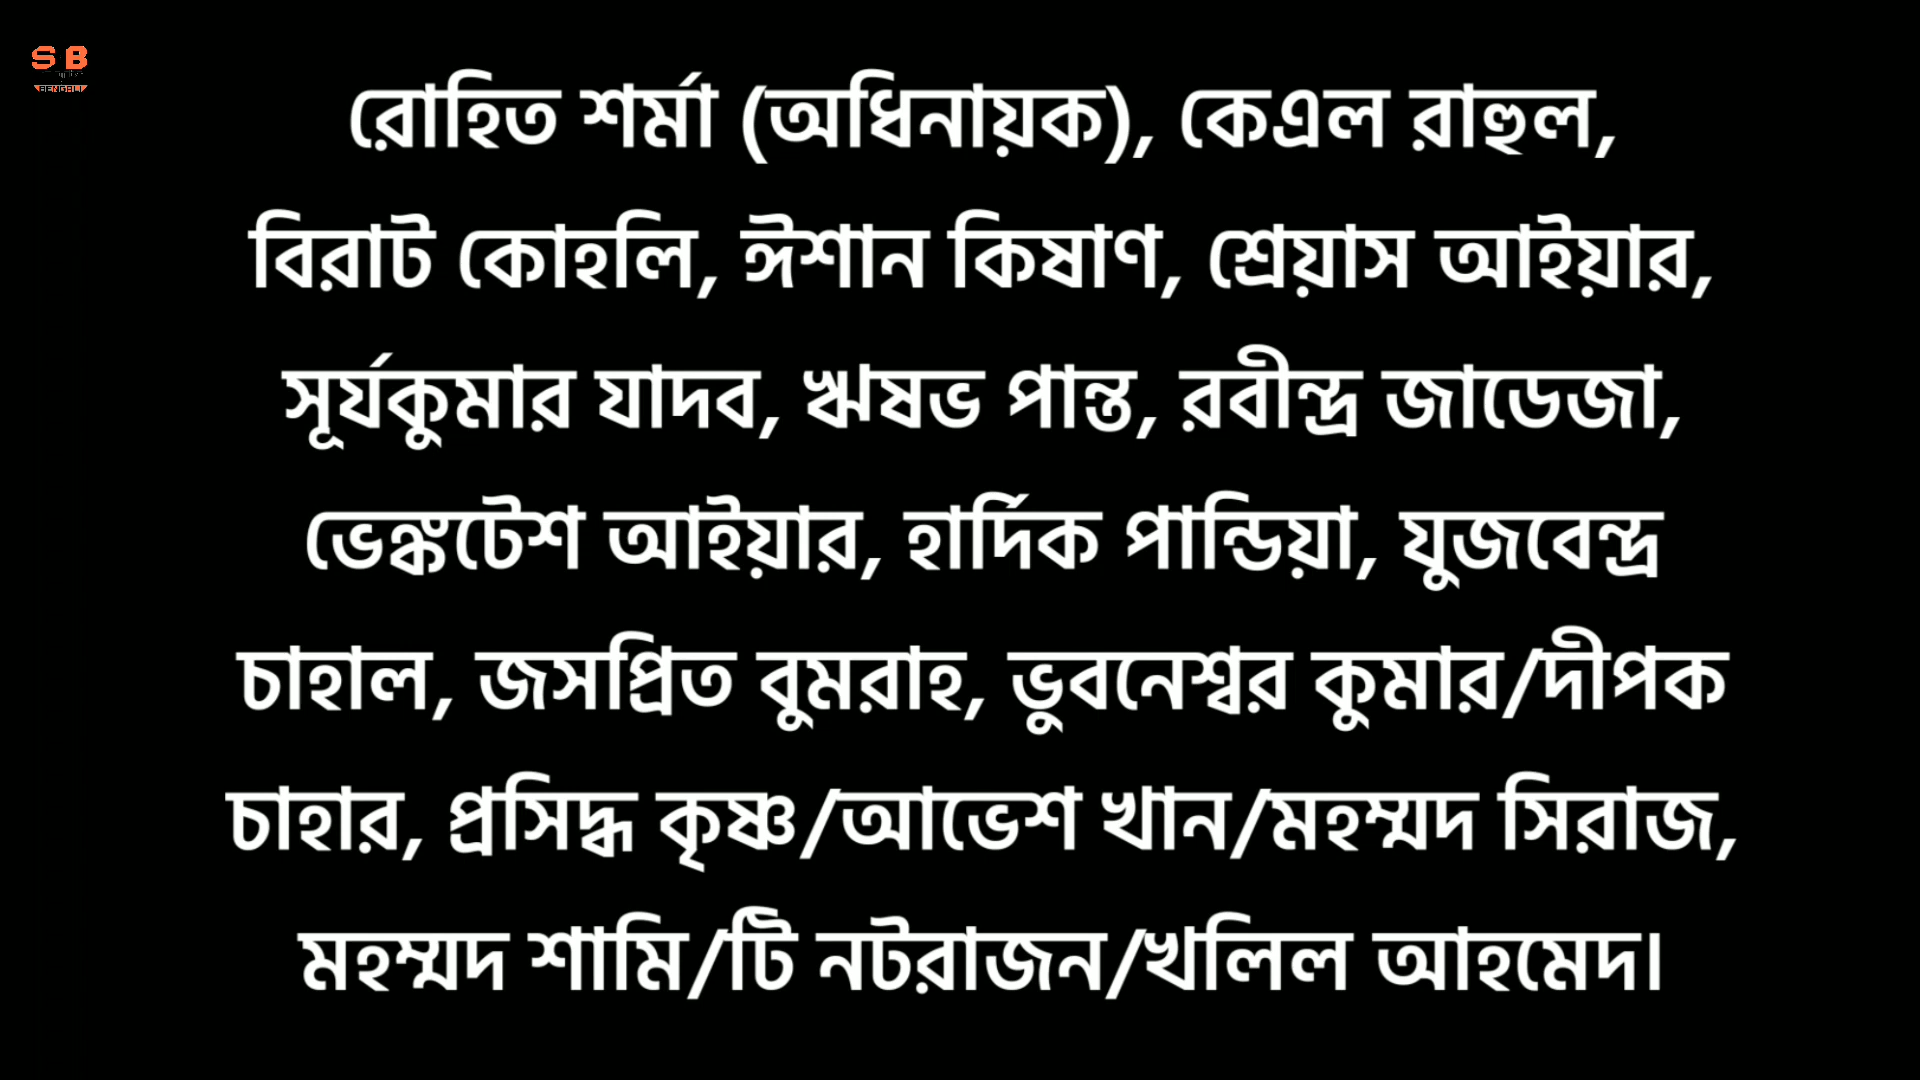 S B
BENGALI
রোহিত শর্মা (অধিনায়ক), কেএল রাহুল,
বিরাট কোহলি, ঈশান কিষাণ, শ্রেয়াস আইয়ার,
সূর্যকুমার যাদব, ঋষভ পান্ত, রবীন্দ্র জাডেজা,
ভেঙ্কটেশ আইয়ার, হার্দিক পান্ডিয়া, যুজবেন্দ্র
চাহাল, জসপ্রিত বুমরাহ, ভুবনেশ্বর কুমার/দীপক
চাহার, প্রসিদ্ধ কৃষ্ণ/আভেশ খান/মহম্মদ সিরাজ,
মহম্মদ শামি/টি নটরাজন/খলিল আহমেদ।